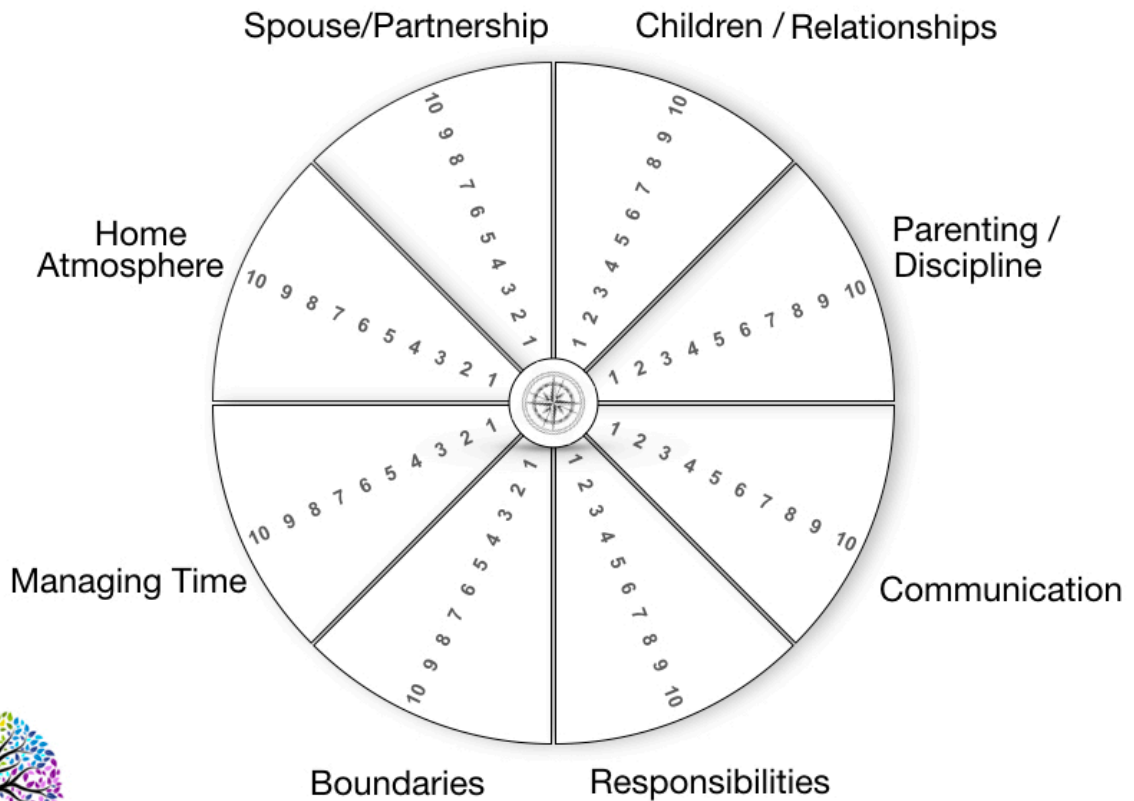 Spouse/Partnership
Children / Relationships
10 9 8 7 6 5 4 3 2 1
1 2 3 4 5 6 7 8 9 10
Home
Atmosphere
Parenting /
Discipline
10 9 8 7 6 5 4 3 2 1
1 2 3 4 5 6 7 8 9 10
10 9 8 7 6 5 4 3 2 1
1 2 3 4 5 6 7 8 9 10
Managing Time
Communication
1 2 3 4 5 6 7 8 9 10
1 2 3 4 5 6 7 8 9 10
Boundaries
Responsibilities